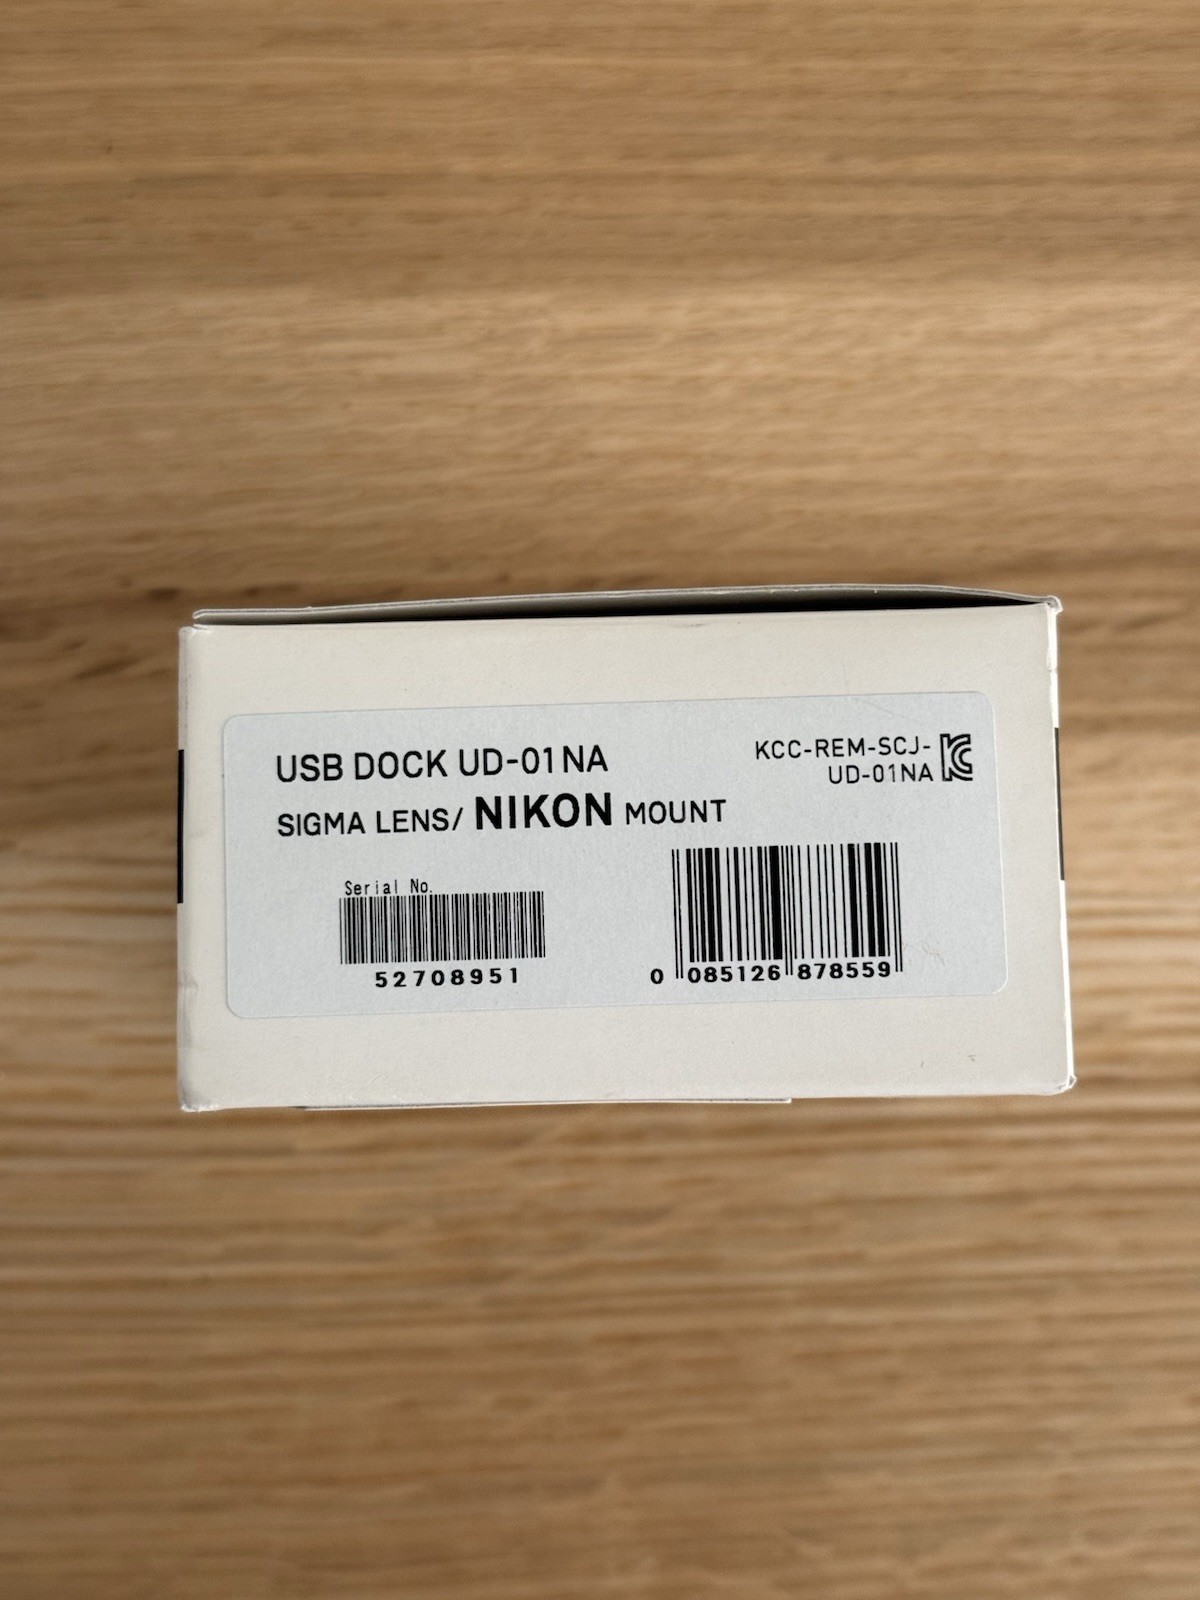 USB DOCK UD-01NA
SIGMA LENS/ NIKON MOUNT
KCC-REM-SCJ-
UD-01NA
Serial No.
52708951
0 085126 878559